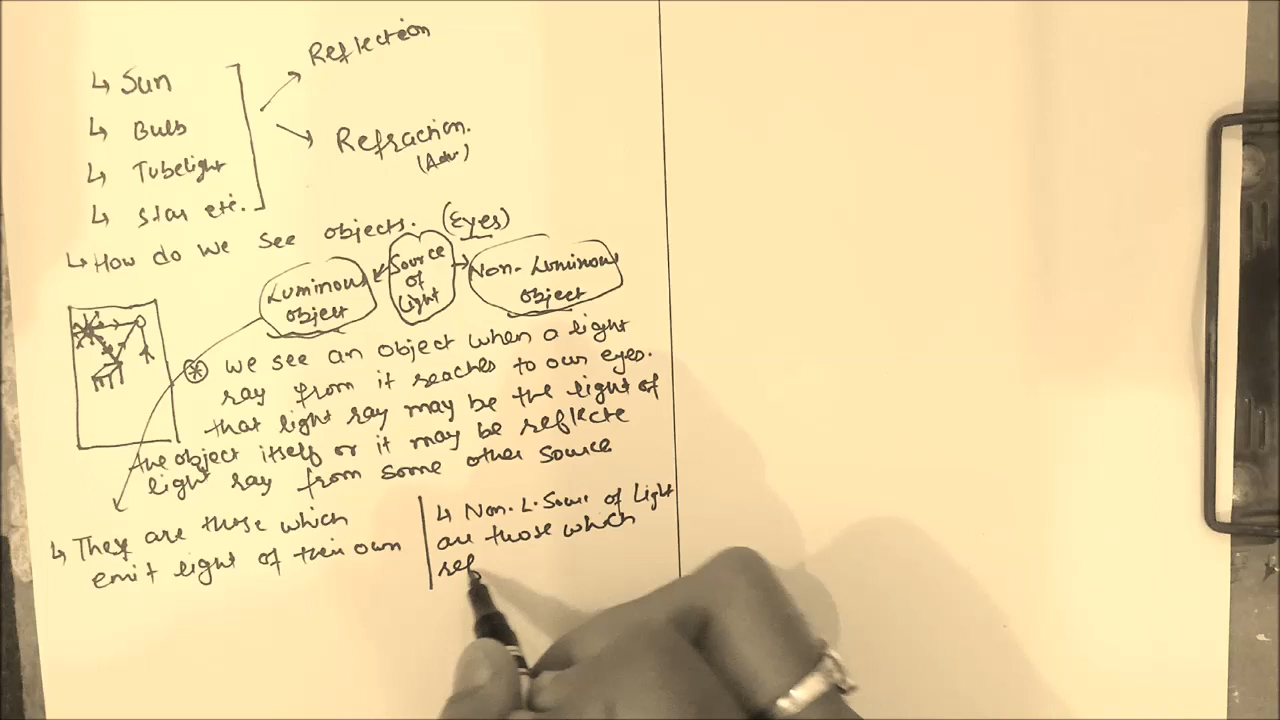 ↳ Sun
↳ Bulb
↳ Tubelight
↳ Star etc.
Reflection
Refraction.
(Adv.)
↳ How do we see objects. (Eyes)
Luminous
object
Source
of
Light
Non-Luminous
object
* We see an object when a light
ray from it reaches to our eyes.
that light ray may be the light of
the object itself or it may be reflecte
light ray from some other source
↳ They are those which
emit light of their own
↳ Non. L. Sour of Light
are those which
ref